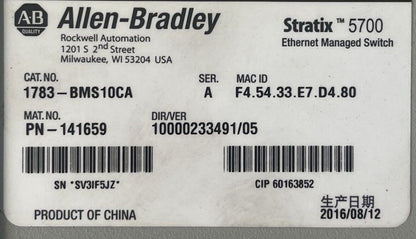 AB QUALITY Allen-Bradley
Stratix™ 5700
Rockwell Automation
Ethernet Managed Switch
1201 S 2nd Street
Milwaukee, WI 53204 USA
CAT. NO. SER. MAC ID
1783-BMS10CA A F4.54.33.E7.D4.80
MAT. NO. DIR/VER
PN-141659 10000233491/05
SN *SV3IF5JZ* CIP 60163852
生产日期
PRODUCT OF CHINA 2016/08/12